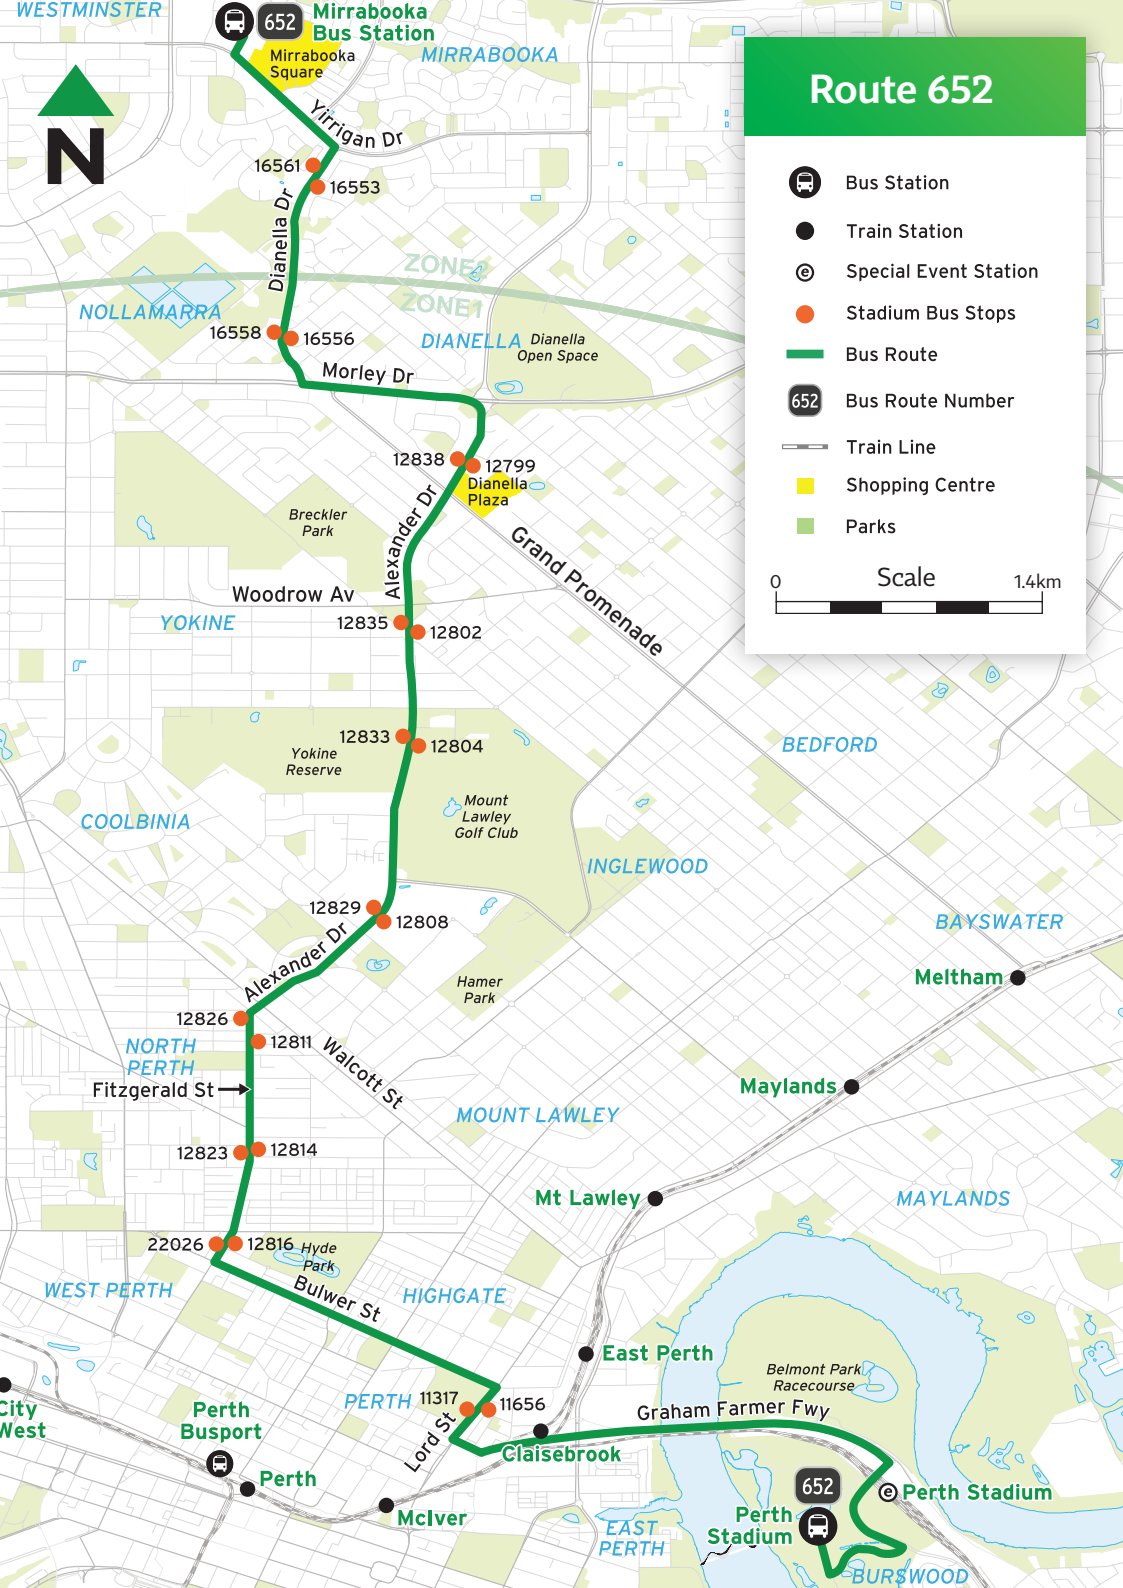 WESTMINSTER
652
Mirrabooka
Bus Station
Mirrabooka
Square
MIRRABOOKA
N
Yirrigan Dr
16561
16553
Dianella Dr
ZONE2
ZONE1
NOLLAMARRA
16558
16556
DIANELLA
Dianella
Open Space
Morley Dr
12838
12799
Dianella
Plaza
Alexander Dr
Breckler
Park
Grand Promenade
Woodrow Av
YOKINE
12835
12802
12833
12804
Yokine
Reserve
BEDFORD
Mount
Lawley
Golf Club
COOLBINIA
INGLEWOOD
12829
12808
BAYSWATER
Alexander Dr
Hamer
Park
Meltham
12826
12811
NORTH
PERTH
Walcott St
Fitzgerald St
Maylands
MOUNT LAWLEY
12823
12814
Mt Lawley
MAYLANDS
22026
12816
Hyde
Park
WEST PERTH
Bulwer St
HIGHGATE
East Perth
Belmont Park
Racecourse
City
West
PERTH
11317
11656
Graham Farmer Fwy
Perth
Busport
Lord St
Claisebrook
Perth
652
e
Perth Stadium
McIver
Perth
Stadium
EAST
PERTH
BURSWOOD
Route 652
Bus Station
Train Station
e
Special Event Station
Stadium Bus Stops
Bus Route
652
Bus Route Number
Train Line
Shopping Centre
Parks
Scale
0
1.4km